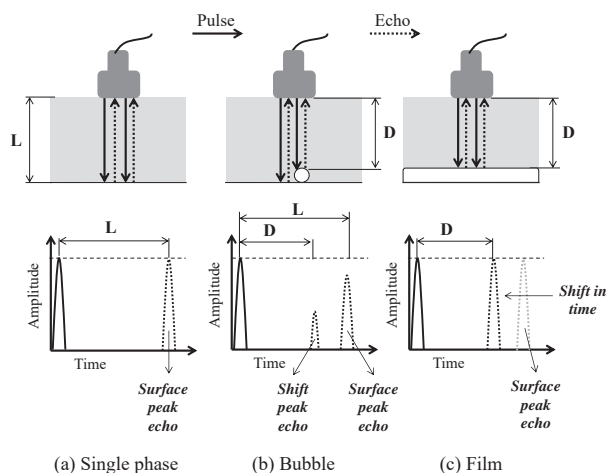 Pulse
Echo
L
D
D
L
L
D
D
Amplitude
Time
Surface
peak
echo
Amplitude
Time
Shift
peak
echo
Surface
peak
echo
Amplitude
Time
Shift in
time
Surface
peak
echo
(a) Single phase
(b) Bubble
(c) Film